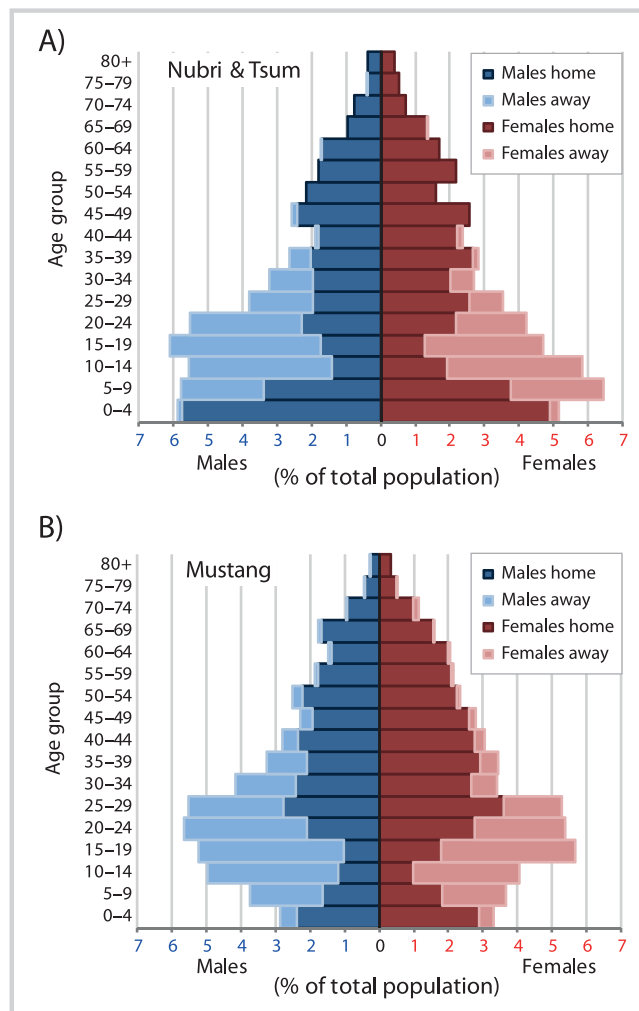 A)
Nubri & Tsum
Males home
Males away
Females home
Females away
Age group
80+
75–79
70–74
65–69
60–64
55–59
50–54
45–49
40–44
35–39
30–34
25–29
20–24
15–19
10–14
5–9
0–4
7 6 5 4 3 2 1 0 1 2 3 4 5 6 7
Males Females
(% of total population)
B)
Mustang
Males home
Males away
Females home
Females away
Age group
80+
75–79
70–74
65–69
60–64
55–59
50–54
45–49
40–44
35–39
30–34
25–29
20–24
15–19
10–14
5–9
0–4
7 6 5 4 3 2 1 0 1 2 3 4 5 6 7
Males Females
(% of total population)